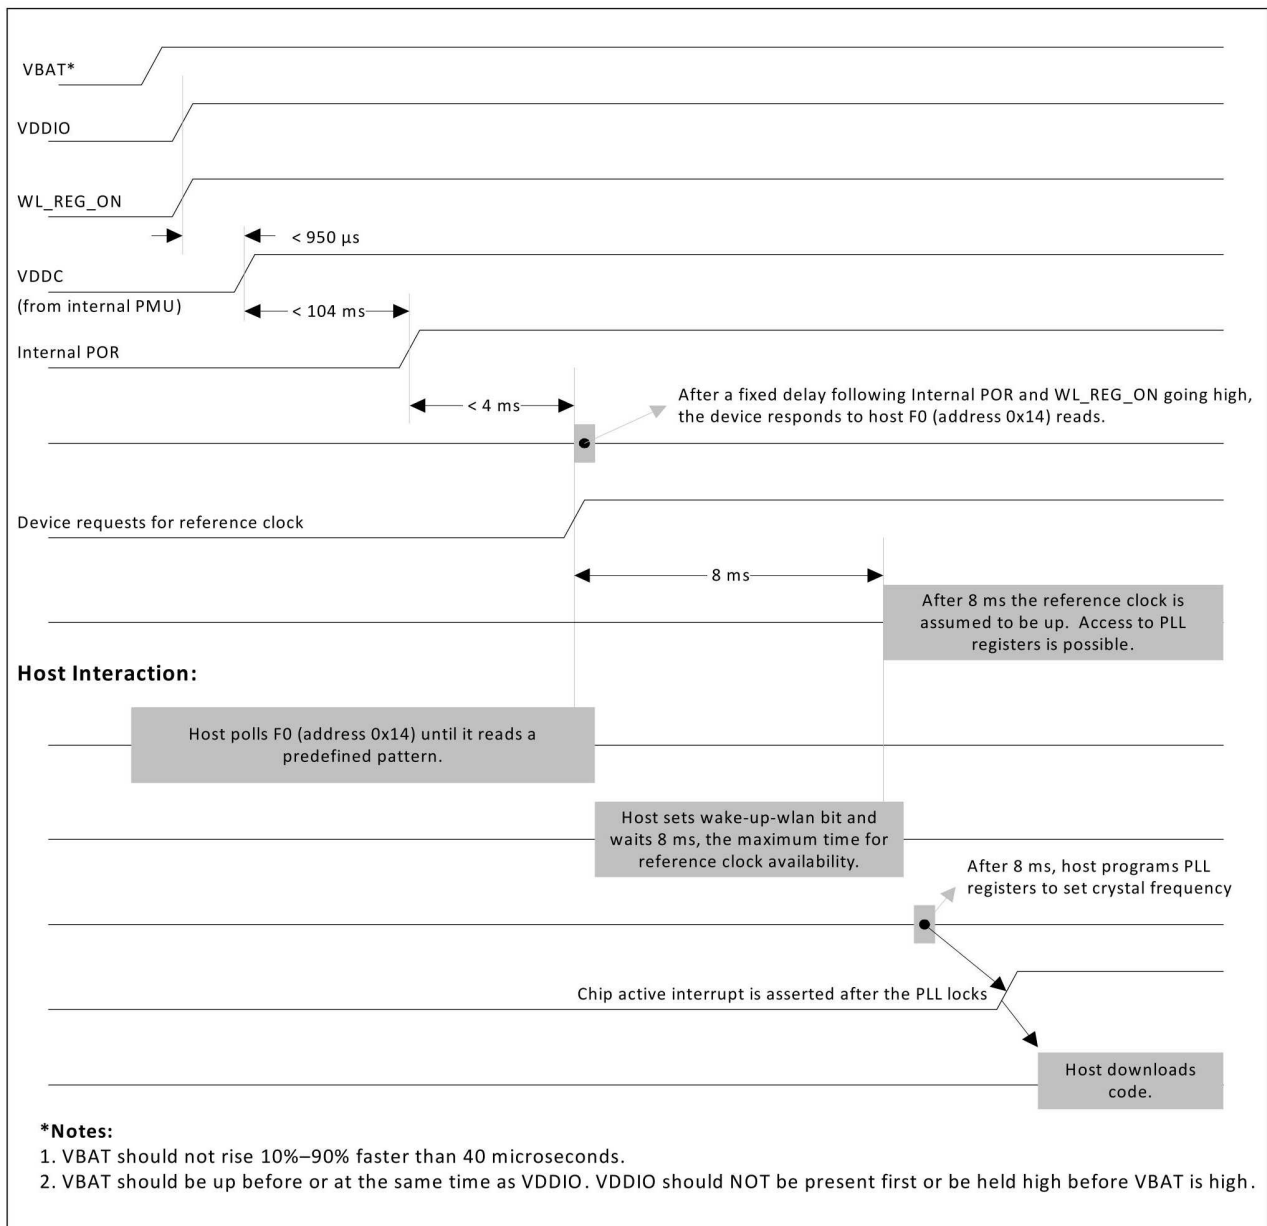 VBAT*
VDDIO
WL_REG_ON
< 950 µs
VDDC
(from internal PMU)
< 104 ms
Internal POR
< 4 ms
After a fixed delay following Internal POR and WL_REG_ON going high,
the device responds to host F0 (address 0x14) reads.
Device requests for reference clock
8 ms
After 8 ms the reference clock is
assumed to be up. Access to PLL
registers is possible.
Host Interaction:
Host polls F0 (address 0x14) until it reads a
predefined pattern.
Host sets wake-up-wlan bit and
waits 8 ms, the maximum time for
reference clock availability.
After 8 ms, host programs PLL
registers to set crystal frequency
Chip active interrupt is asserted after the PLL locks
Host downloads
code.
*Notes:
1. VBAT should not rise 10%–90% faster than 40 microseconds.
2. VBAT should be up before or at the same time as VDDIO. VDDIO should NOT be present first or be held high before VBAT is high.